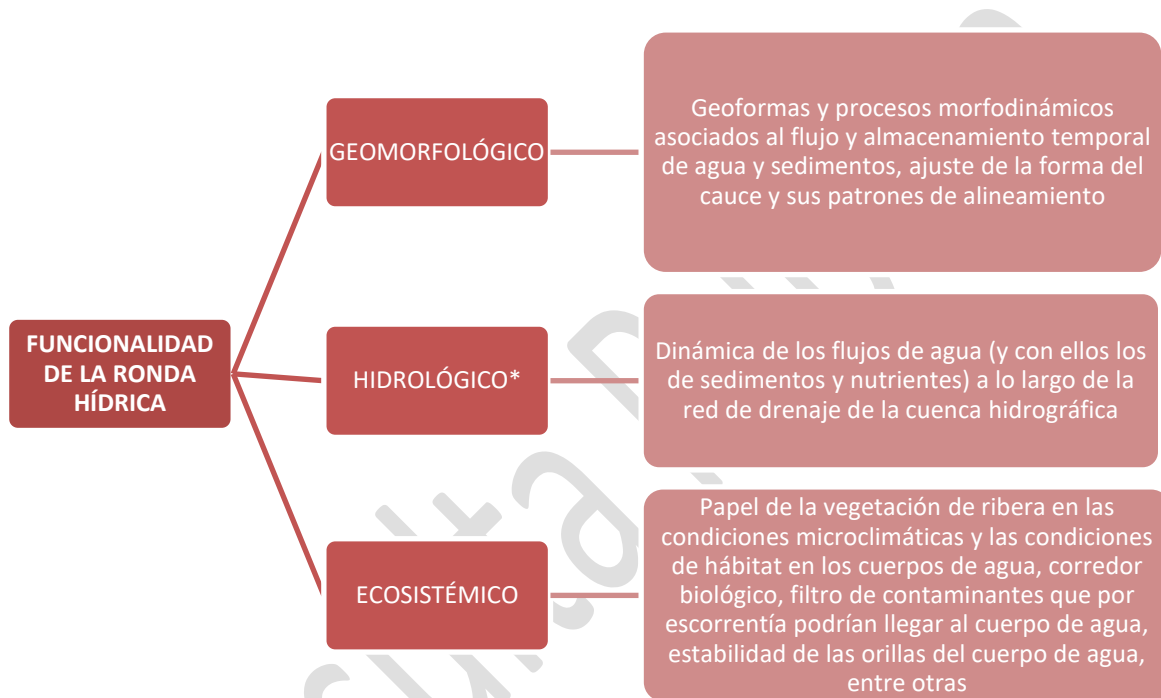 FUNCIONALIDAD
DE LA RONDA
HÍDRICA
GEOMORFOLÓGICO
Geoformas y procesos morfodinámicos
asociados al flujo y almacenamiento temporal
de agua y sedimentos, ajuste de la forma del
cauce y sus patrones de alineamiento
HIDROLÓGICO*
Dinámica de los flujos de agua (y con ellos los
de sedimentos y nutrientes) a lo largo de la
red de drenaje de la cuenca hidrográfica
ECOSISTÉMICO
Papel de la vegetación de ribera en las
condiciones microclimáticas y las condiciones
de hábitat en los cuerpos de agua, corredor
biológico, filtro de contaminantes que por
escorrentía podrían llegar al cuerpo de agua,
estabilidad de las orillas del cuerpo de agua,
entre otras